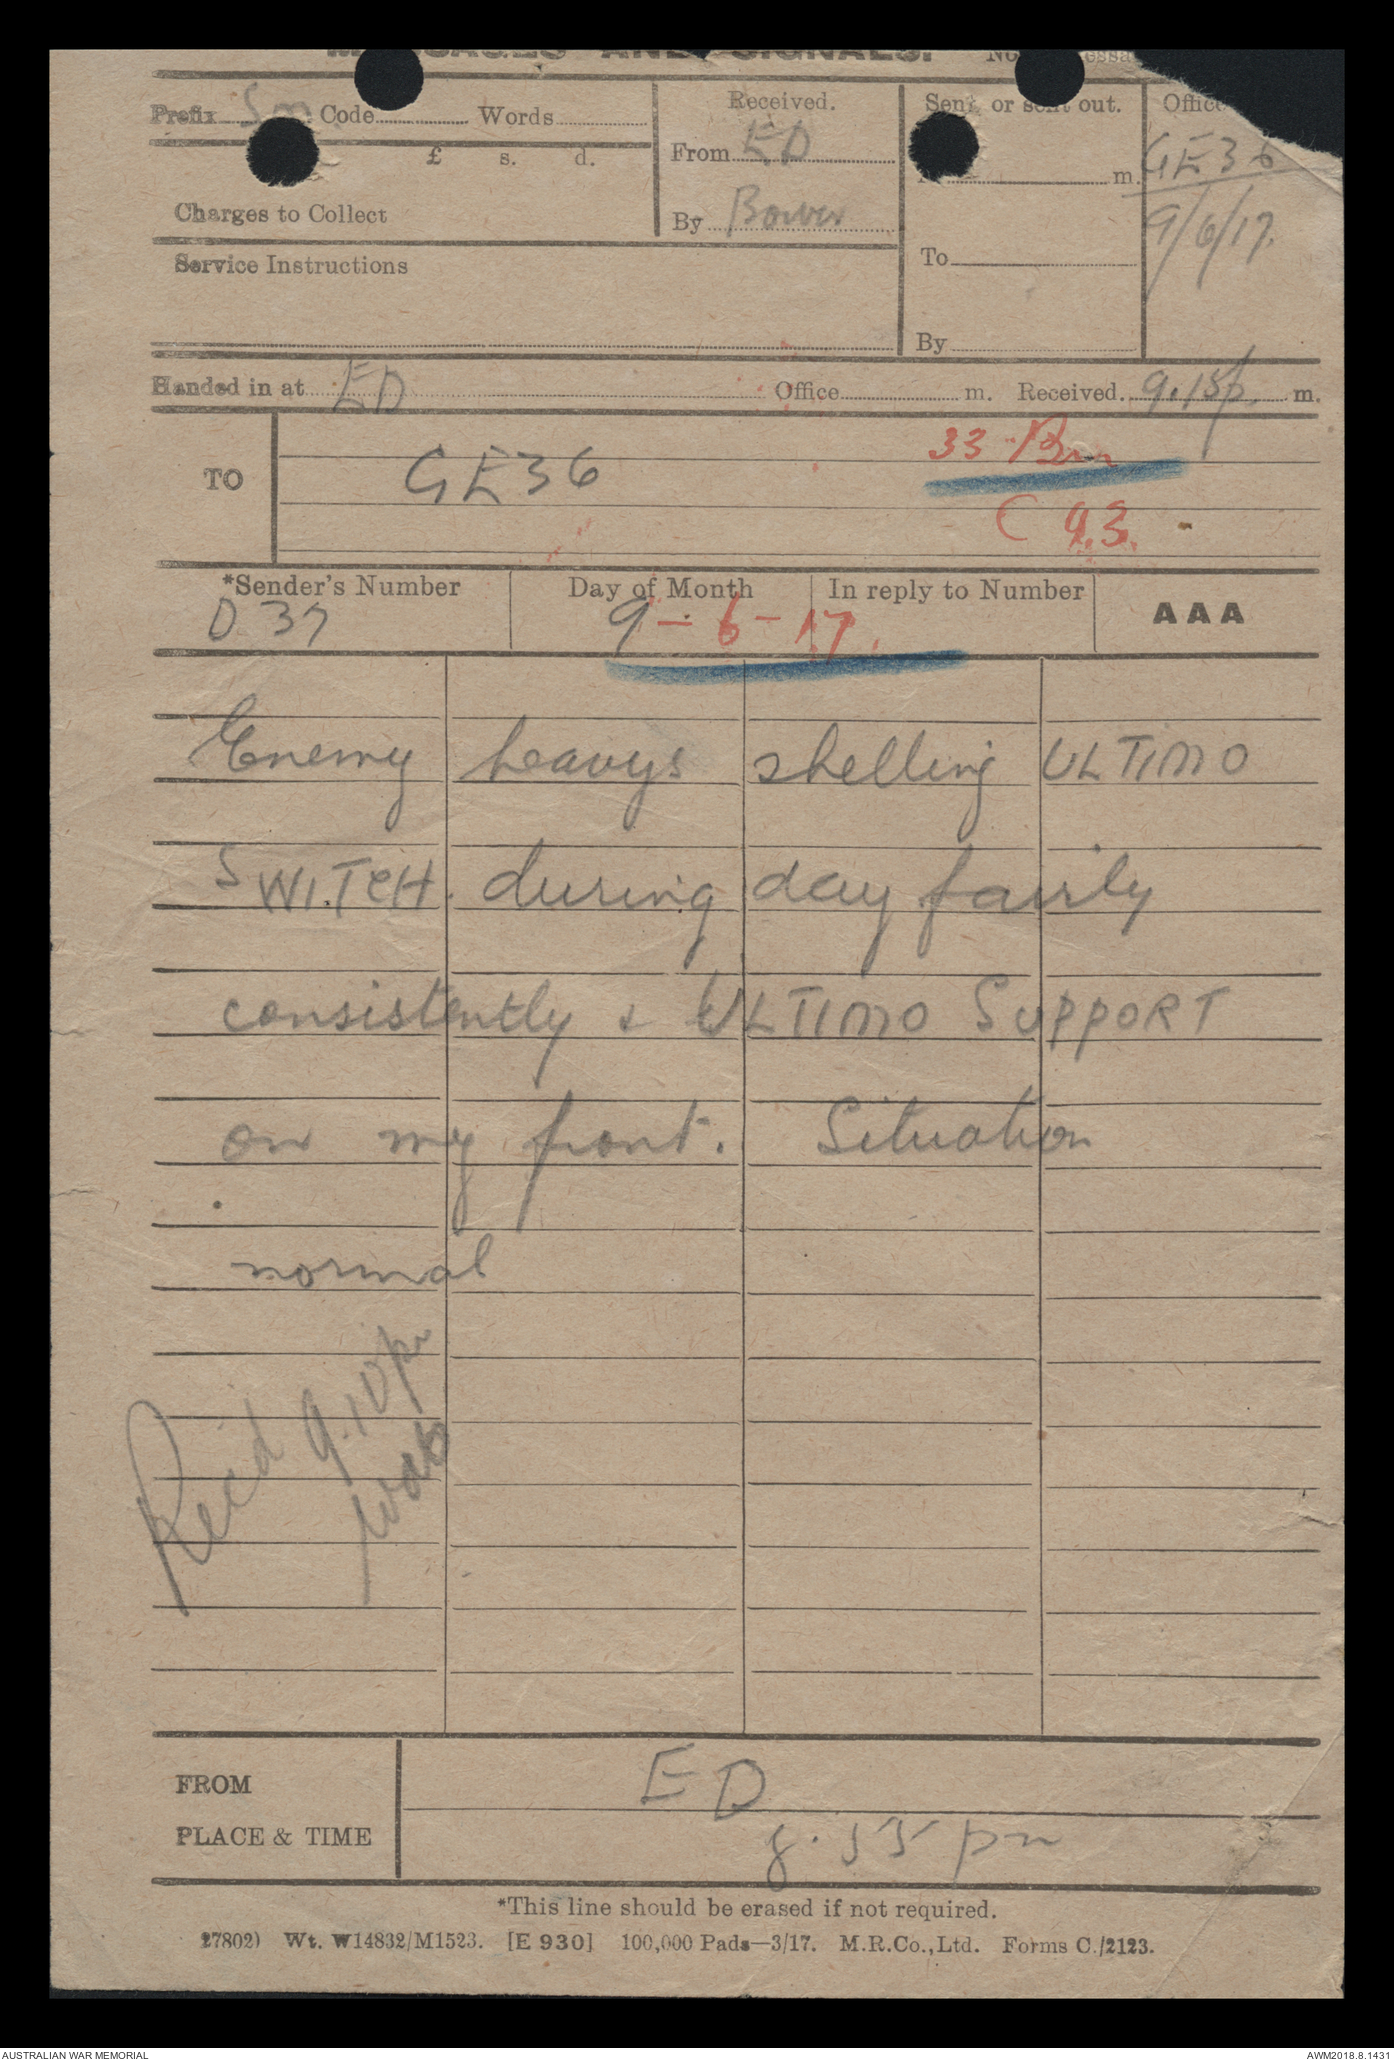 MESSAGES AND SIGNALS. No.
Prefix Sm Code Words
£ s. d.
Charges to Collect
Service Instructions
Received.
From ED
By Bower
Sent, or sent out.
m.
To
By
Office
GE36
9/6/17.
Handed in at ED Office m. Received 9.15p. m.
TO GE36
33 Bn
C 93.
*Sender's Number Day of Month In reply to Number AAA
D 37 9-6-17.
Enemy heavys shelling ULTIMO
SWITCH. during day fairly
consistently & ULTIMO SUPPORT
on my front. Situation
normal
Rec'd 9.10pm
FROM ED
PLACE & TIME 8.55 pm
*This line should be erased if not required.
27802) Wt. W14832/M1523. [E 930] 100,000 Pads—3/17. M.R.Co.,Ltd. Forms C./2123.
AUSTRALIAN WAR MEMORIAL AWM2018.8.1431